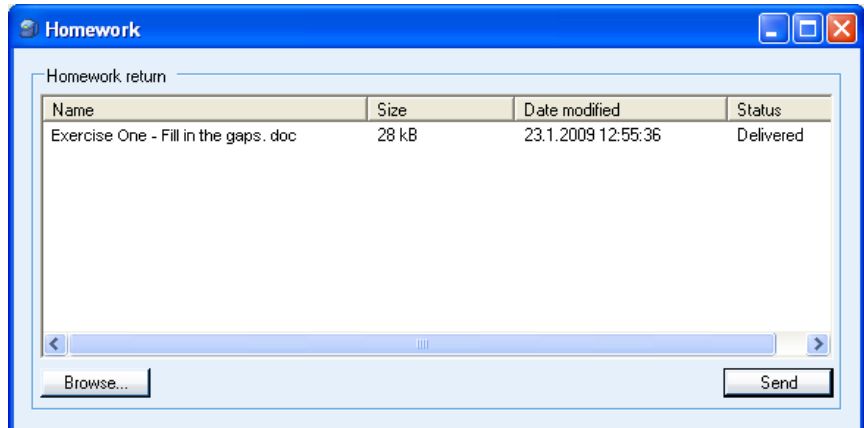 Homework
Homework return
Name Size Date modified Status
Exercise One - Fill in the gaps.doc 28 kB 23.1.2009 12:55:36 Delivered
Browse... Send